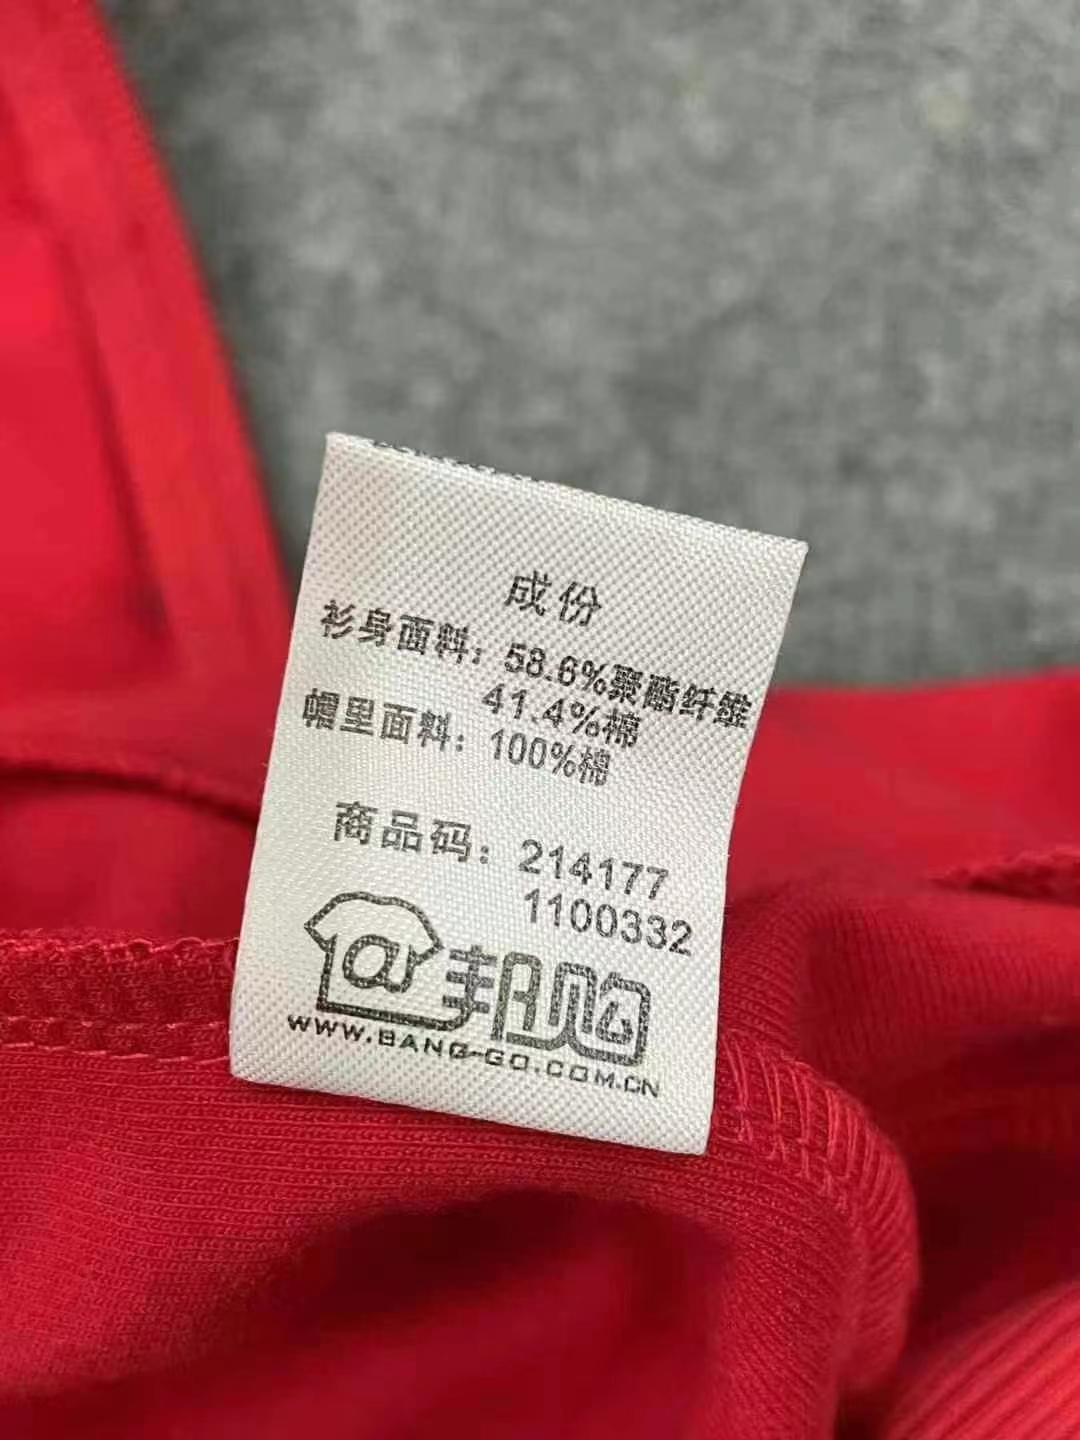 成份
衫身面料：58.6%聚酯纤维
41.4%棉
帽里面料：100%棉
商品码：214177
1100332
@邦购
WWW.BANG-GO.COM.CN